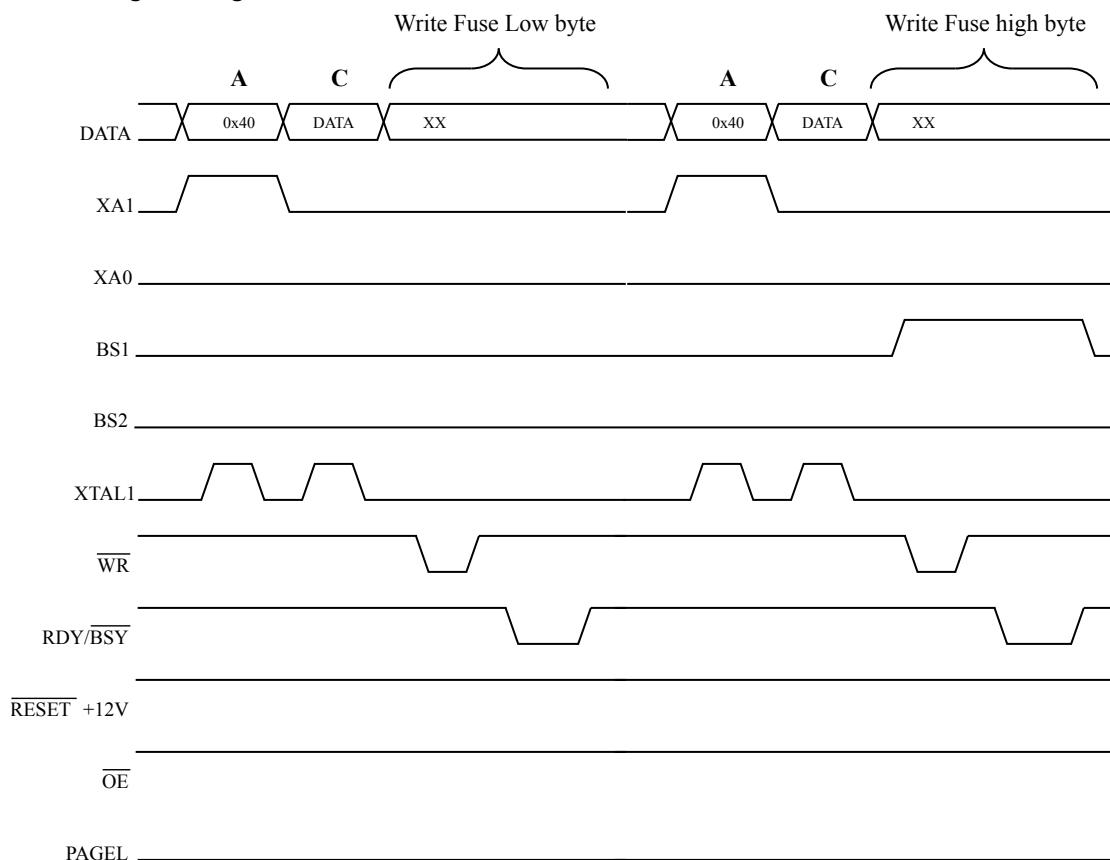 Write Fuse Low byte Write Fuse high byte
A C A C
DATA 0x40 DATA XX 0x40 DATA XX
XA1
XA0
BS1
BS2
XTAL1
WR
RDY/BSY
RESET +12V
OE
PAGEL